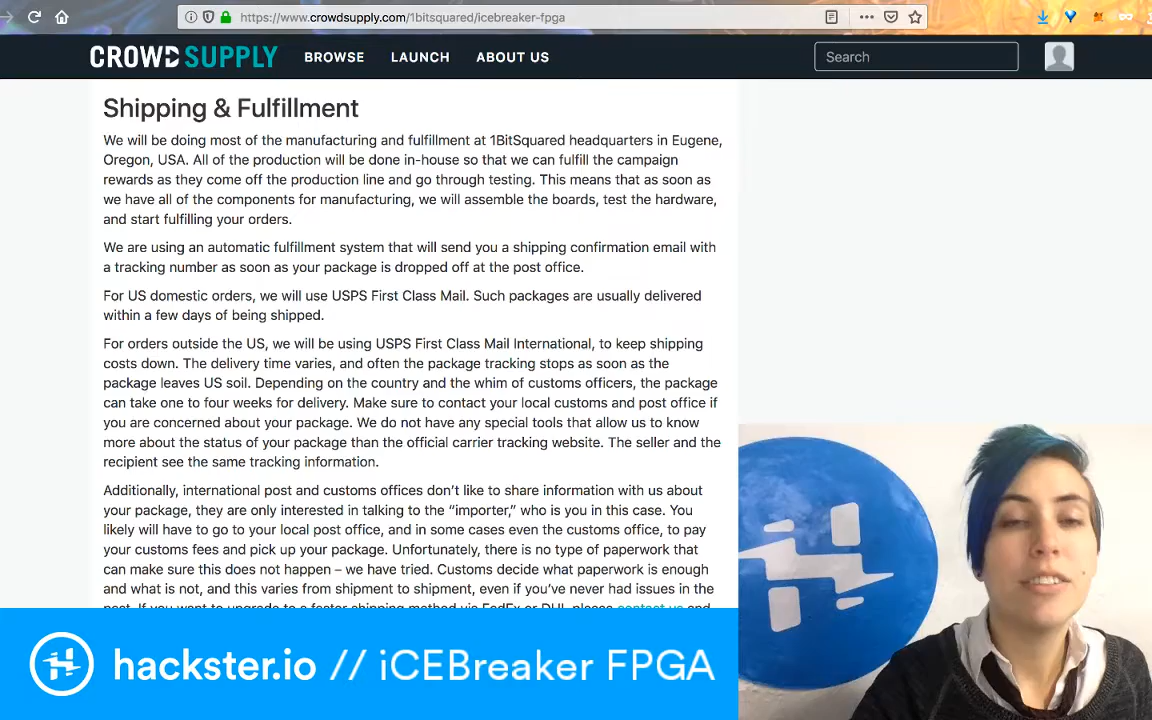 https://www.crowdsupply.com/1bitsquared/icebreaker-fpga
CROWD SUPPLY BROWSE LAUNCH ABOUT US Search
Shipping & Fulfillment
We will be doing most of the manufacturing and fulfillment at 1BitSquared headquarters in Eugene,
Oregon, USA. All of the production will be done in-house so that we can fulfill the campaign
rewards as they come off the production line and go through testing. This means that as soon as
we have all of the components for manufacturing, we will assemble the boards, test the hardware,
and start fulfilling your orders.
We are using an automatic fulfillment system that will send you a shipping confirmation email with
a tracking number as soon as your package is dropped off at the post office.
For US domestic orders, we will use USPS First Class Mail. Such packages are usually delivered
within a few days of being shipped.
For orders outside the US, we will be using USPS First Class Mail International, to keep shipping
costs down. The delivery time varies, and often the package tracking stops as soon as the
package leaves US soil. Depending on the country and the whim of customs officers, the package
can take one to four weeks for delivery. Make sure to contact your local customs and post office if
you are concerned about your package. We do not have any special tools that allow us to know
more about the status of your package than the official carrier tracking website. The seller and the
recipient see the same tracking information.
Additionally, international post and customs offices don't like to share information with us about
your package, they are only interested in talking to the “importer,” who is you in this case. You
likely will have to go to your local post office, and in some cases even the customs office, to pay
your customs fees and pick up your package. Unfortunately, there is no type of paperwork that
can make sure this does not happen – we have tried. Customs decide what paperwork is enough
and what is not, and this varies from shipment to shipment, even if you've never had issues in the
past. If you want to upgrade to a faster shipping method via FedEx or DHL, please contact us and
hackster.io // iCEBreaker FPGA